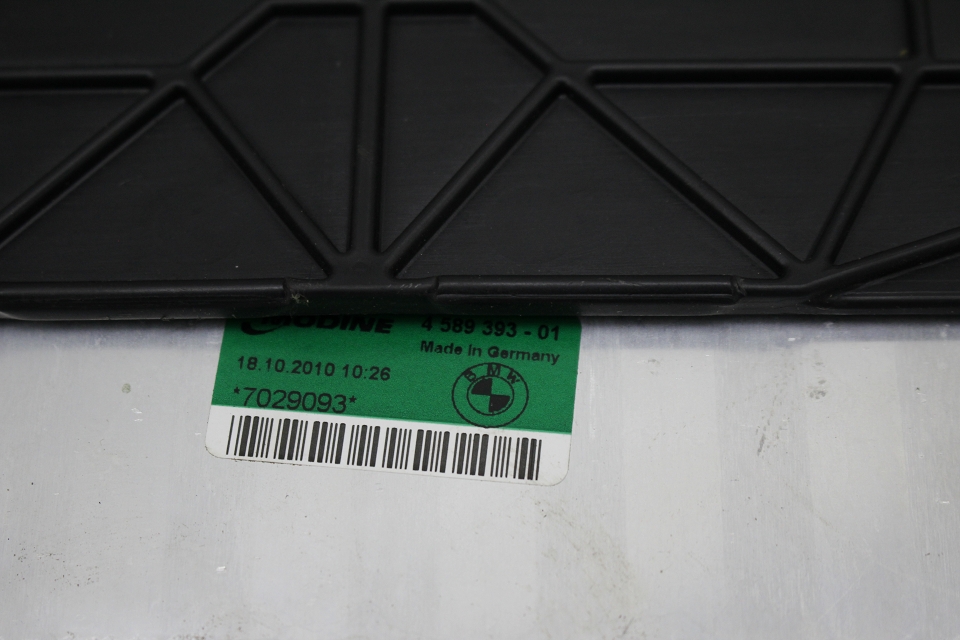 MODINE 4 589 393 - 01
Made in Germany
18.10.2010 10:26
*7029093*
BMW